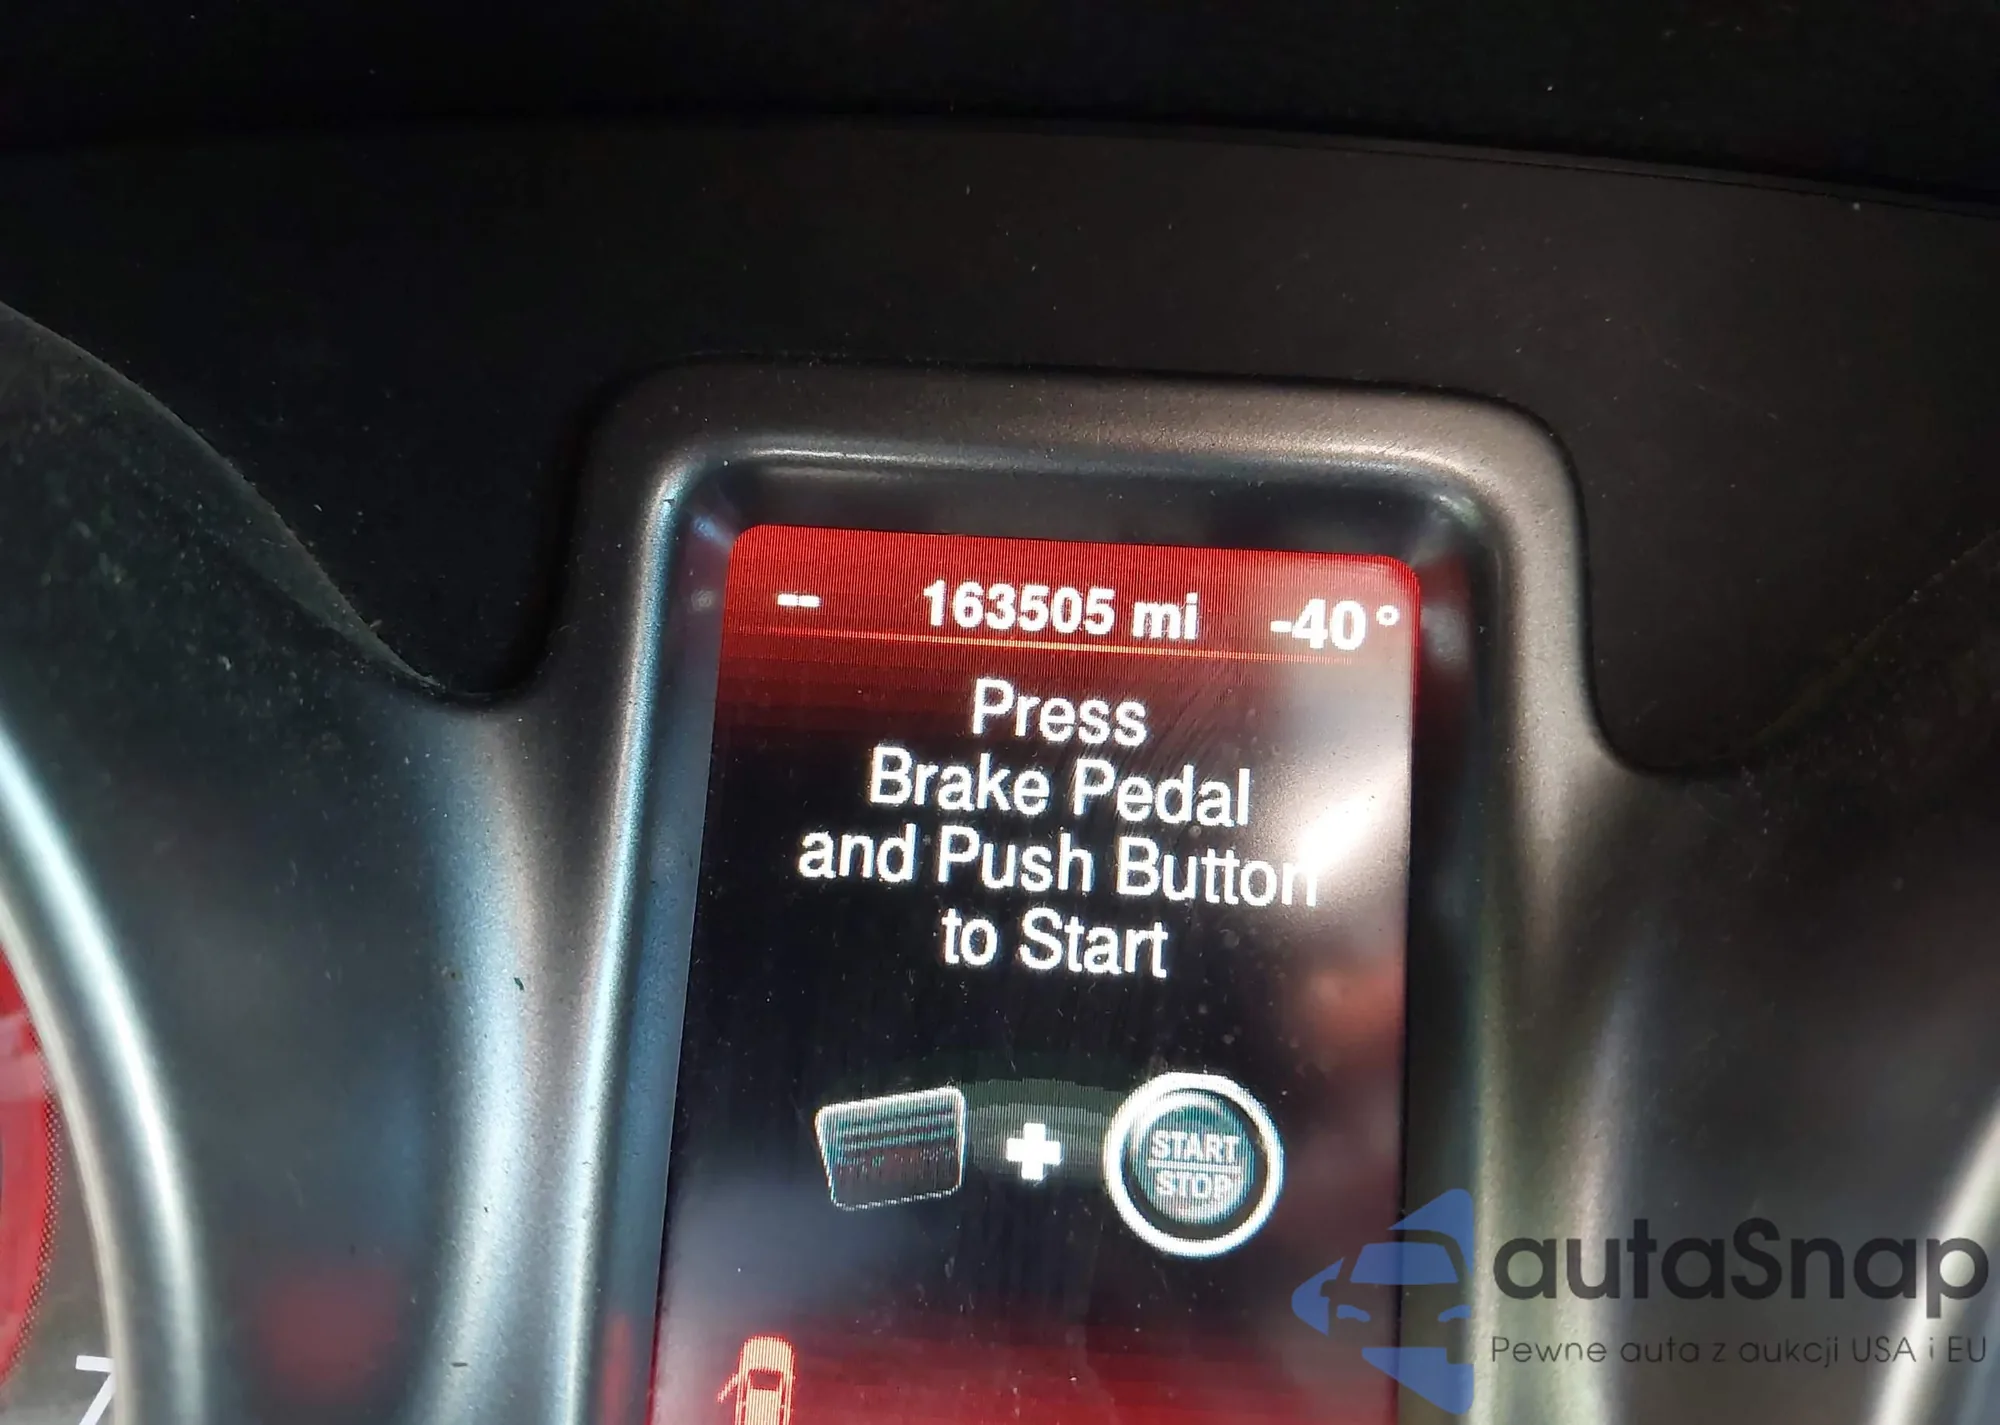 -- 163505 mi -40°
Press
Brake Pedal
and Push Button
to Start
START
STOP
7
autaSnap
Pewne auta z aukcji USA i EU